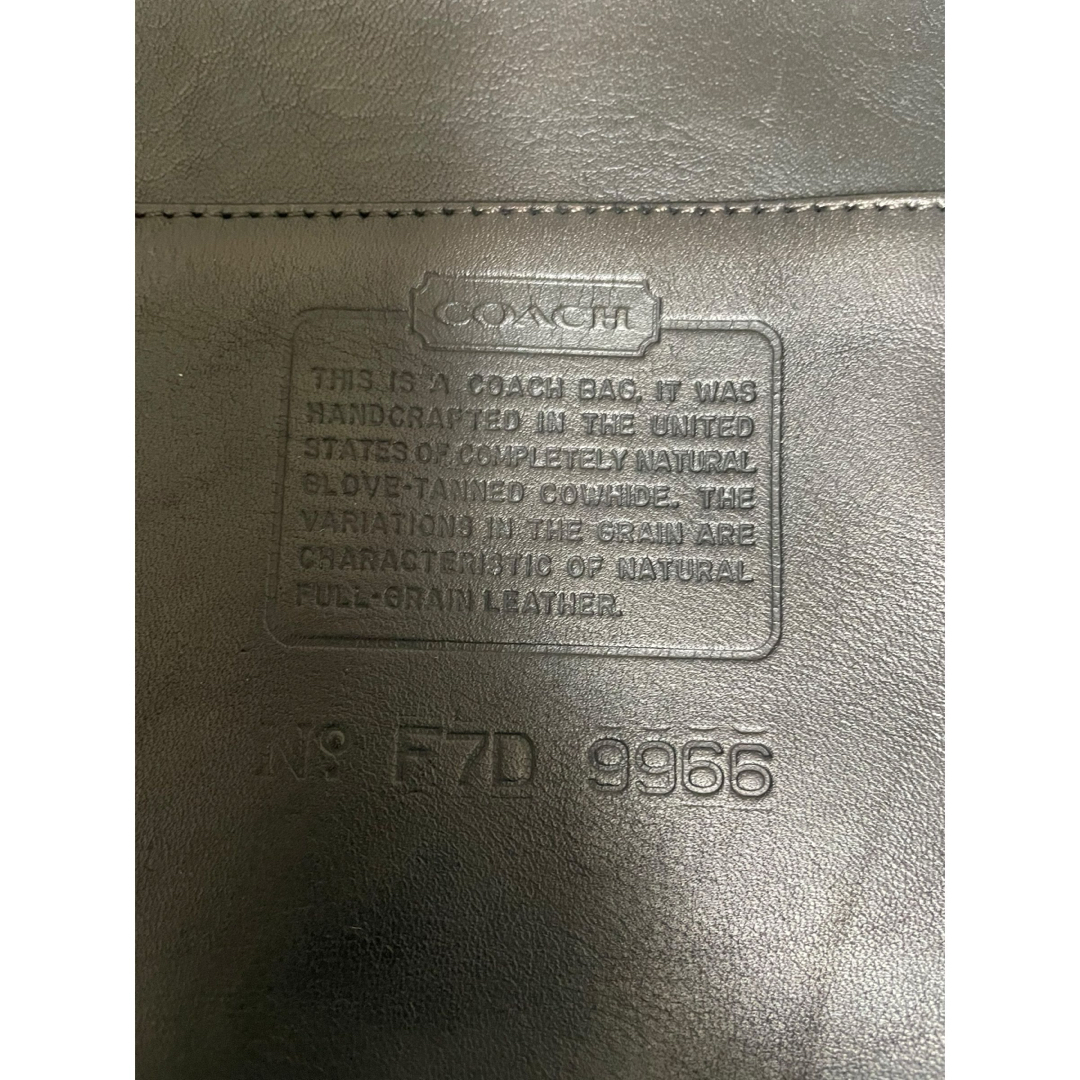 COACH
THIS IS A COACH BAG. IT WAS
HANDCRAFTED IN THE UNITED
STATES OF COMPLETELY NATURAL
GLOVE-TANNED COWHIDE. THE
VARIATIONS IN THE GRAIN ARE
CHARACTERISTIC OF NATURAL
FULL-GRAIN LEATHER.
Nº F7D 9966